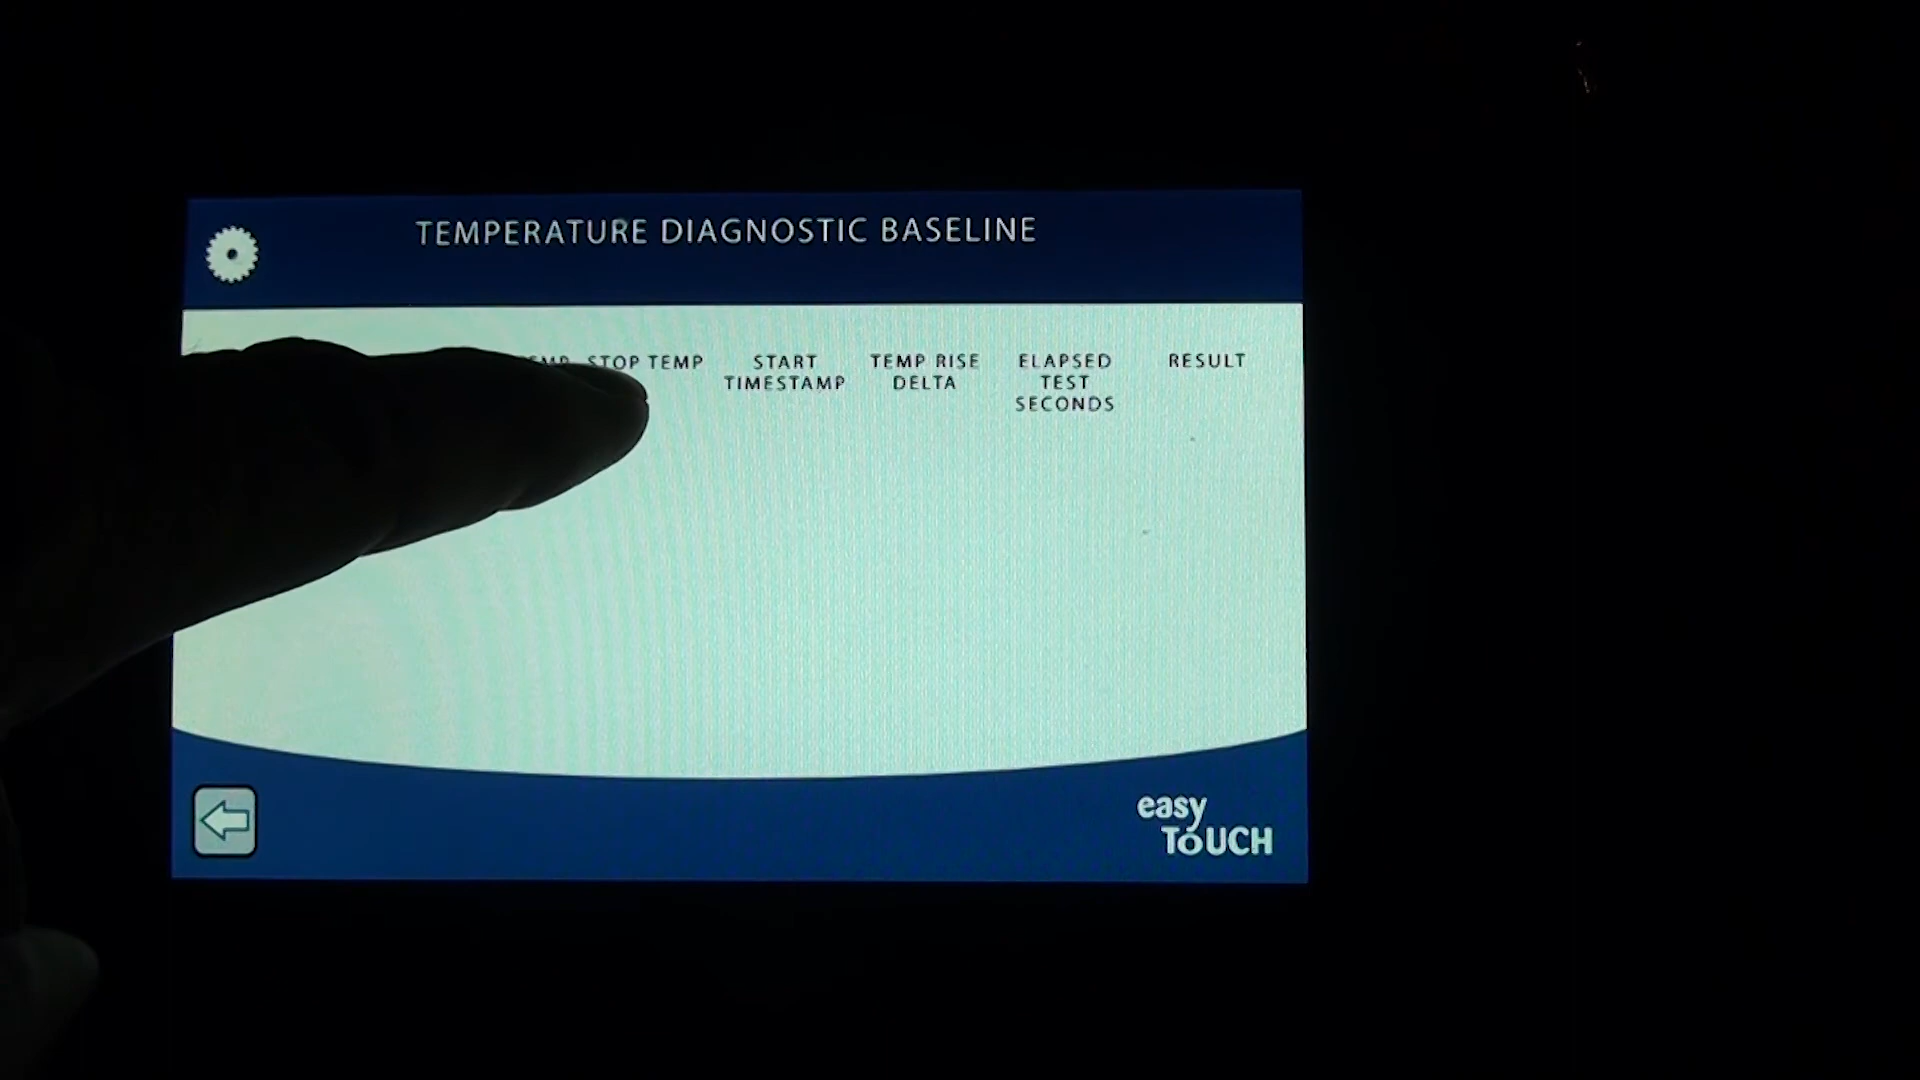 TEMPERATURE DIAGNOSTIC BASELINE
STOP TEMP
START
TIMESTAMP
TEMP RISE
DELTA
ELAPSED
TEST
SECONDS
RESULT
easy
TOUCH